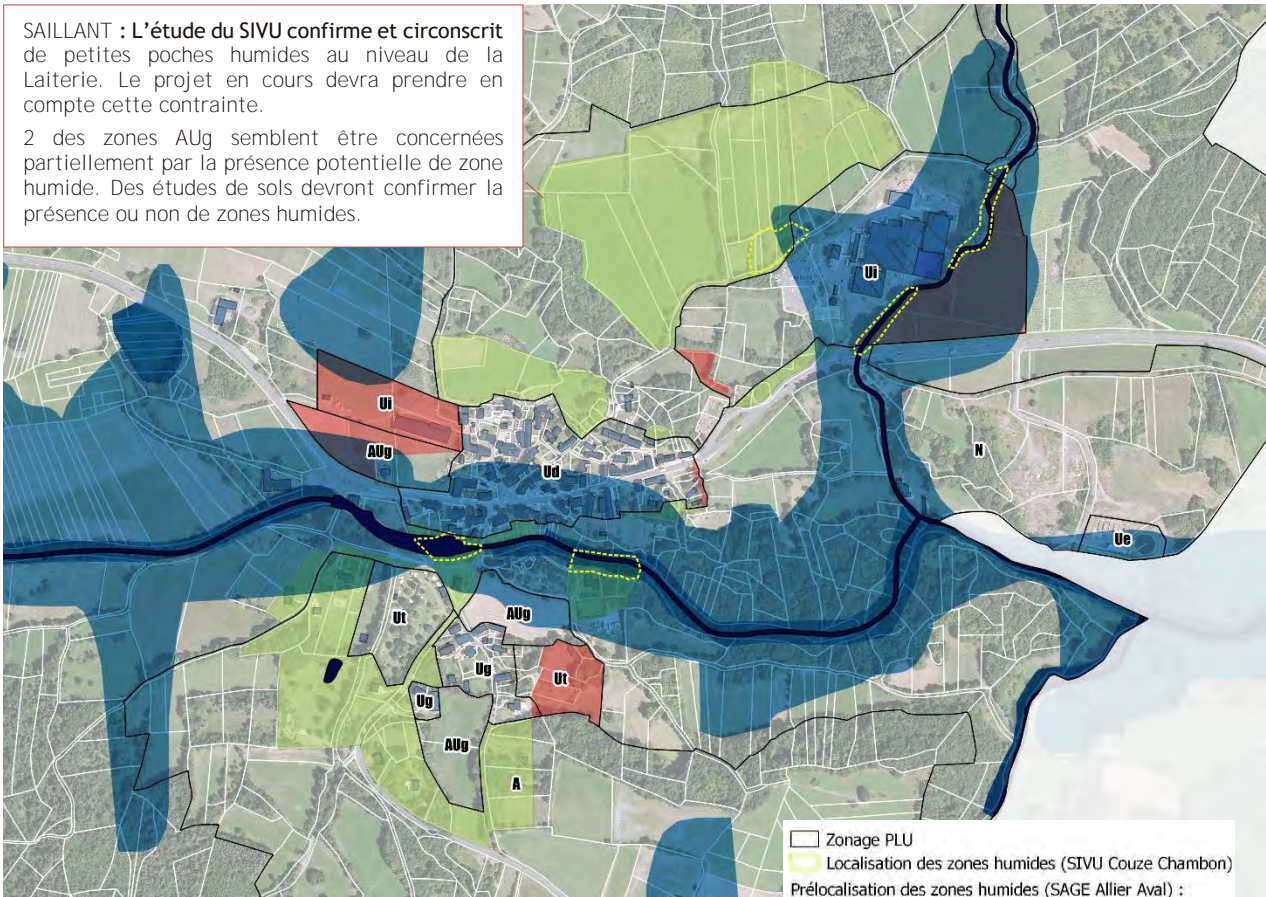 SAILLANT : L'étude du SIVU confirme et circonscrit
de petites poches humides au niveau de la
Laiterie. Le projet en cours devra prendre en
compte cette contrainte.
2 des zones AUg semblent être concernées
partiellement par la présence potentielle de zone
humide. Des études de sols devront confirmer la
présence ou non de zones humides.
Ui
Ui
AUg
Ud
N
Ue
Ut
AUg
Ug
Ut
Ug
AUg
A
Zonage PLU
Localisation des zones humides (SIVU Couze Chambon)
Prélocalisation des zones humides (SAGE Allier Aval) :